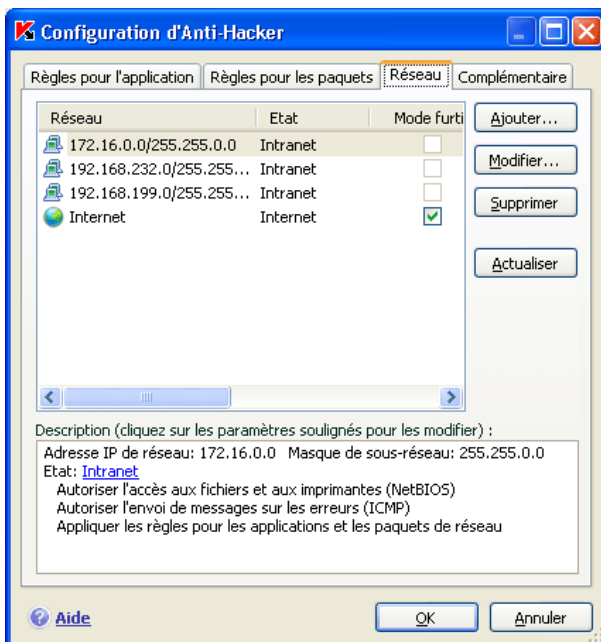 Configuration d'Anti-Hacker
Règles pour l'application Règles pour les paquets Réseau Complémentaire
Réseau Etat Mode furti
172.16.0.0/255.255.0.0 Intranet
192.168.232.0/255.255... Intranet
192.168.199.0/255.255... Intranet
Internet Internet
Ajouter...
Modifier...
Supprimer
Actualiser
Description (cliquez sur les paramètres soulignés pour les modifier) :
Adresse IP de réseau: 172.16.0.0 Masque de sous-réseau: 255.255.0.0
Etat: Intranet
Autoriser l'accès aux fichiers et aux imprimantes (NetBIOS)
Autoriser l'envoi de messages sur les erreurs (ICMP)
Appliquer les règles pour les applications et les paquets de réseau
Aide OK Annuler